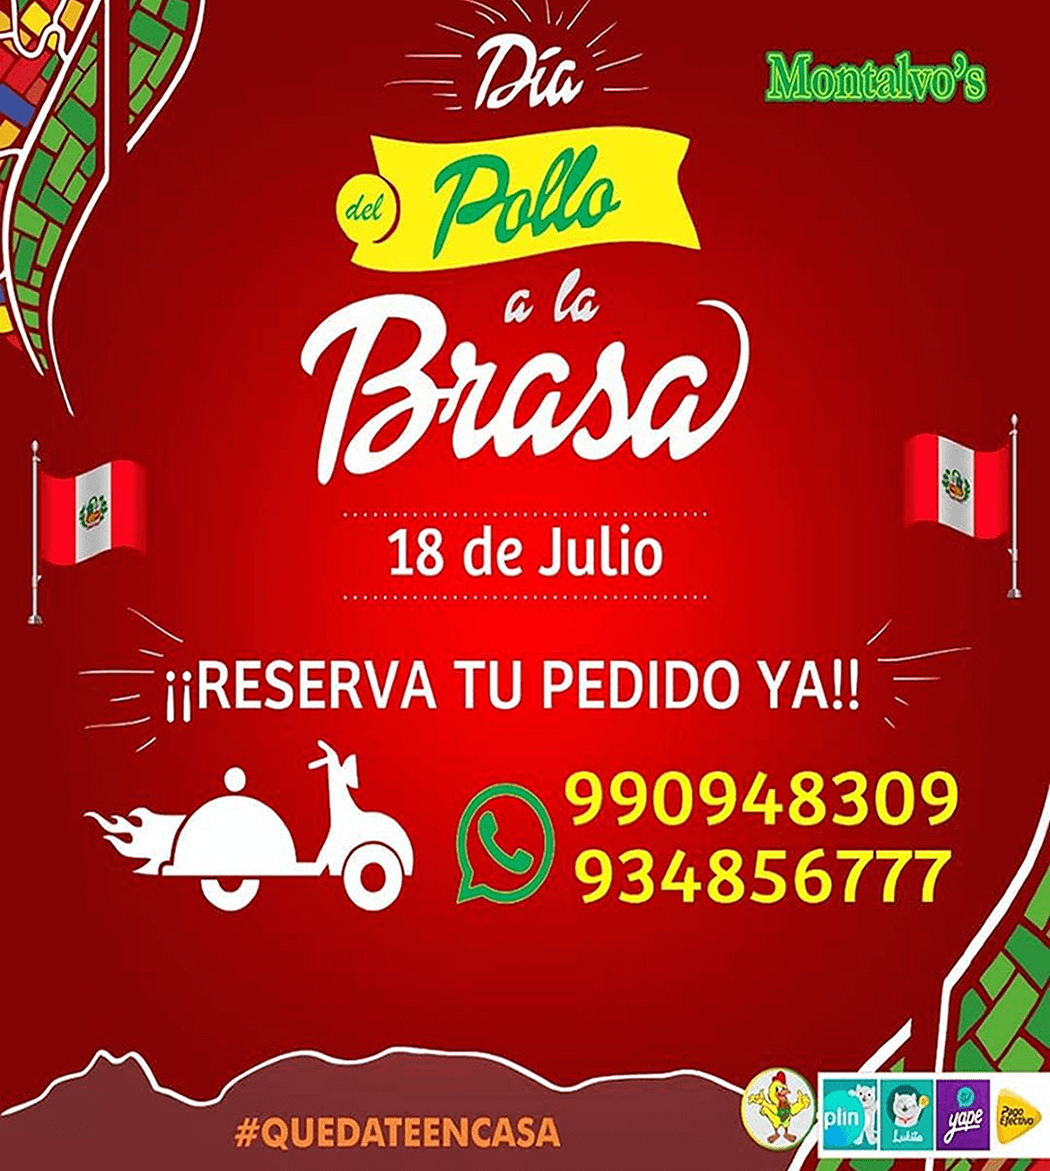 Día
Montalvo's
del
Pollo
a la
Brasa
18 de Julio
¡¡RESERVA TU PEDIDO YA!!
990948309
934856777
#QUEDATEENCASA
plin
Lukita
yape
Pago
Efectivo